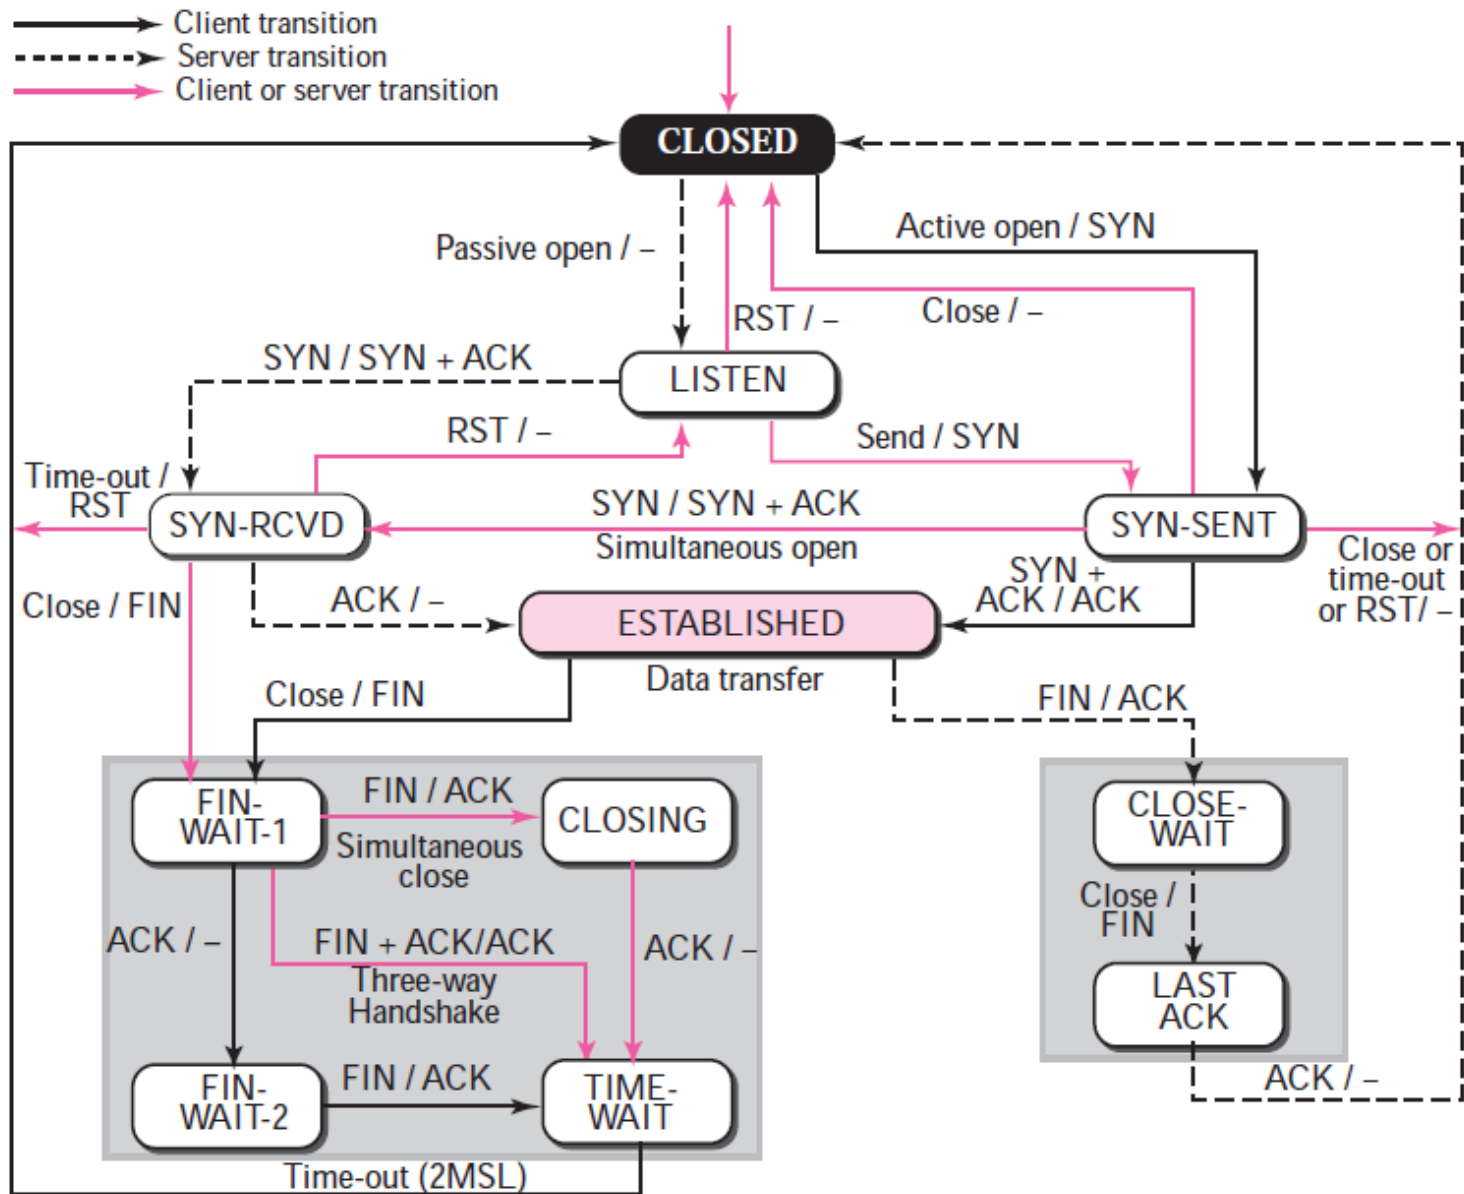 Client transition
Server transition
Client or server transition
CLOSED
Active open / SYN
Passive open / –
RST / –
Close / –
SYN / SYN + ACK
LISTEN
RST / –
Send / SYN
Time-out /
RST
SYN-RCVD
SYN / SYN + ACK
Simultaneous open
SYN-SENT
Close or
time-out
or RST/ –
Close / FIN
ACK / –
SYN +
ACK / ACK
ESTABLISHED
Data transfer
Close / FIN
FIN / ACK
FIN-
WAIT-1
FIN / ACK
Simultaneous
close
CLOSING
CLOSE-
WAIT
Close /
FIN
ACK / –
FIN + ACK/ACK
Three-way
Handshake
ACK / –
LAST
ACK
FIN-
WAIT-2
FIN / ACK
TIME-
WAIT
ACK / –
Time-out (2MSL)